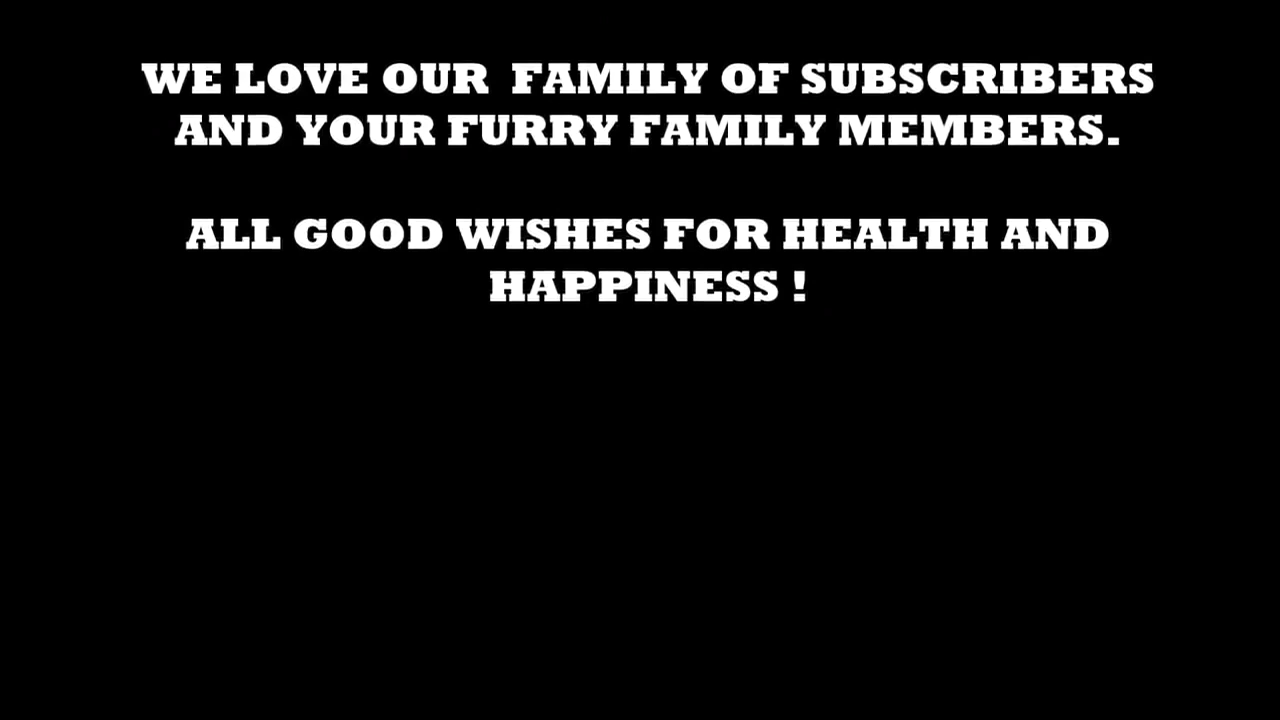 WE LOVE OUR  FAMILY OF SUBSCRIBERS
AND YOUR FURRY FAMILY MEMBERS.
ALL GOOD WISHES FOR HEALTH AND
HAPPINESS !